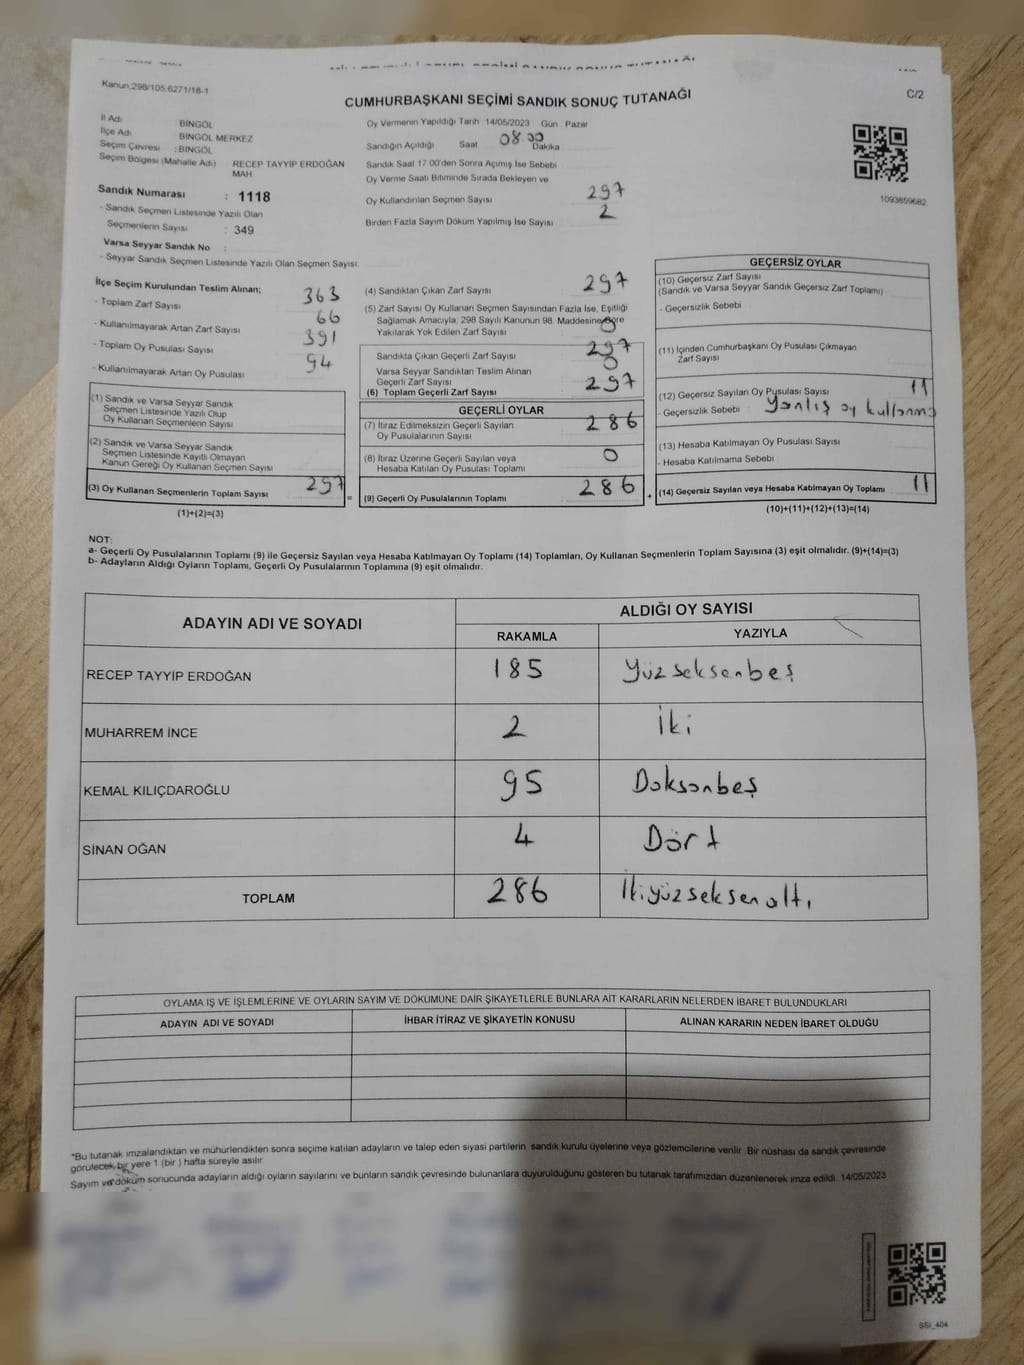 Kanun,298/105,6271/18-1
CUMHURBAŞKANI SEÇİMİ SANDIK SONUÇ TUTANAĞI
C/2
İl Adı : BİNGÖL
İlçe Adı : BİNGÖL MERKEZ
Seçim Çevresi : BİNGÖL
Seçim Bölgesi (Mahalle Adı) : RECEP TAYYİP ERDOĞAN
MAH
Sandık Numarası : 1118
- Sandık Seçmen Listesinde Yazılı Olan
Seçmenlerin Sayısı : 349
Varsa Seyyar Sandık No :
- Seyyar Sandık Seçmen Listesinde Yazılı Olan Seçmen Sayısı:
Oy Vermenin Yapıldığı Tarih 14/05/2023 Gün Pazar
Sandığın Açıldığı Saat 08 00 Dakika
Sandık Saat 17.00'den Sonra Açılmış İse Sebebi
Oy Verme Saati Bitiminde Sırada Bekleyen ve
Oy Kullandırılan Seçmen Sayısı 297
Birden Fazla Sayım Döküm Yapılmış İse Sayısı 2
1093859682
İlçe Seçim Kurulundan Teslim Alınan;
- Toplam Zarf Sayısı 363
- Kullanılmayarak Artan Zarf Sayısı 66
- Toplam Oy Pusulası Sayısı 391
- Kullanılmayarak Artan Oy Pusulası 94
(1) Sandık ve Varsa Seyyar Sandık
Seçmen Listesinde Yazılı Olup
Oy Kullanan Seçmenlerin Sayısı
(2) Sandık ve Varsa Seyyar Sandık
Seçmen Listesinde Kayıtlı Olmayan
Kanun Gereği Oy Kullanan Seçmen Sayısı
(3) Oy Kullanan Seçmenlerin Toplam Sayısı 297
(1)+(2)=(3)
(4) Sandıktan Çıkan Zarf Sayısı 297
(5) Zarf Sayısı Oy Kullanan Seçmen Sayısından Fazla İse, Eşitliği
Sağlamak Amacıyla; 298 Sayılı Kanunun 98. Maddesine Göre
Yakılarak Yok Edilen Zarf Sayısı 0
Sandıkta Çıkan Geçerli Zarf Sayısı 297
Varsa Seyyar Sandıktan Teslim Alınan
Geçerli Zarf Sayısı 0
(6) Toplam Geçerli Zarf Sayısı 297
GEÇERLİ OYLAR
(7) İtiraz Edilmeksizin Geçerli Sayılan
Oy Pusulalarının Sayısı 286
(8) İtiraz Üzerine Geçerli Sayılan veya
Hesaba Katılan Oy Pusulası Toplamı 0
= (9) Geçerli Oy Pusulalarının Toplamı 286
GEÇERSİZ OYLAR
(10) Geçersiz Zarf Sayısı
(Sandık ve Varsa Seyyar Sandık Geçersiz Zarf Toplamı)
- Geçersizlik Sebebi
(11) İçinden Cumhurbaşkanı Oy Pusulası Çıkmayan
Zarf Sayısı
(12) Geçersiz Sayılan Oy Pusulası Sayısı 11
- Geçersizlik Sebebi Yanlış oy kullanma
(13) Hesaba Katılmayan Oy Pusulası Sayısı
- Hesaba Katılmama Sebebi
+ (14) Geçersiz Sayılan veya Hesaba Katılmayan Oy Toplamı 11
(10)+(11)+(12)+(13)=(14)
NOT:
a- Geçerli Oy Pusulalarının Toplamı (9) ile Geçersiz Sayılan veya Hesaba Katılmayan Oy Toplamı (14) Toplamları, Oy Kullanan Seçmenlerin Toplam Sayısına (3) eşit olmalıdır. (9)+(14)=(3)
b- Adayların Aldığı Oyların Toplamı, Geçerli Oy Pusulalarının Toplamına (9) eşit olmalıdır.
ADAYIN ADI VE SOYADI
ALDIĞI OY SAYISI
RAKAMLA YAZIYLA
RECEP TAYYİP ERDOĞAN 185 Yüzseksenbeş
MUHARREM İNCE 2 İki
KEMAL KILIÇDAROĞLU 95 Doksanbeş
SİNAN OĞAN 4 Dört
TOPLAM 286 İkiyüzseksenaltı
OYLAMA İŞ VE İŞLEMLERİNE VE OYLARIN SAYIM VE DÖKÜMÜNE DAİR ŞİKAYETLERLE BUNLARA AİT KARARLARIN NELERDEN İBARET BULUNDUKLARI
ADAYIN ADI VE SOYADI İHBAR İTİRAZ VE ŞİKAYETİN KONUSU ALINAN KARARIN NEDEN İBARET OLDUĞU
*Bu tutanak imzalandıktan ve mühürlendikten sonra seçime katılan adayların ve talep eden siyasi partilerin sandık kurulu üyelerine veya gözlemcilerine verilir. Bir nüshası da sandık çevresinde
görülecek bir yere 1 (bir ) hafta süreyle asılır.
Sayım ve döküm sonucunda adayların aldığı oyların sayılarını ve bunların sandık çevresinde bulunanlara duyurulduğunu gösteren bu tutanak tarafımızdan düzenlenerek imza edildi. 14/05/2023
SSI_404